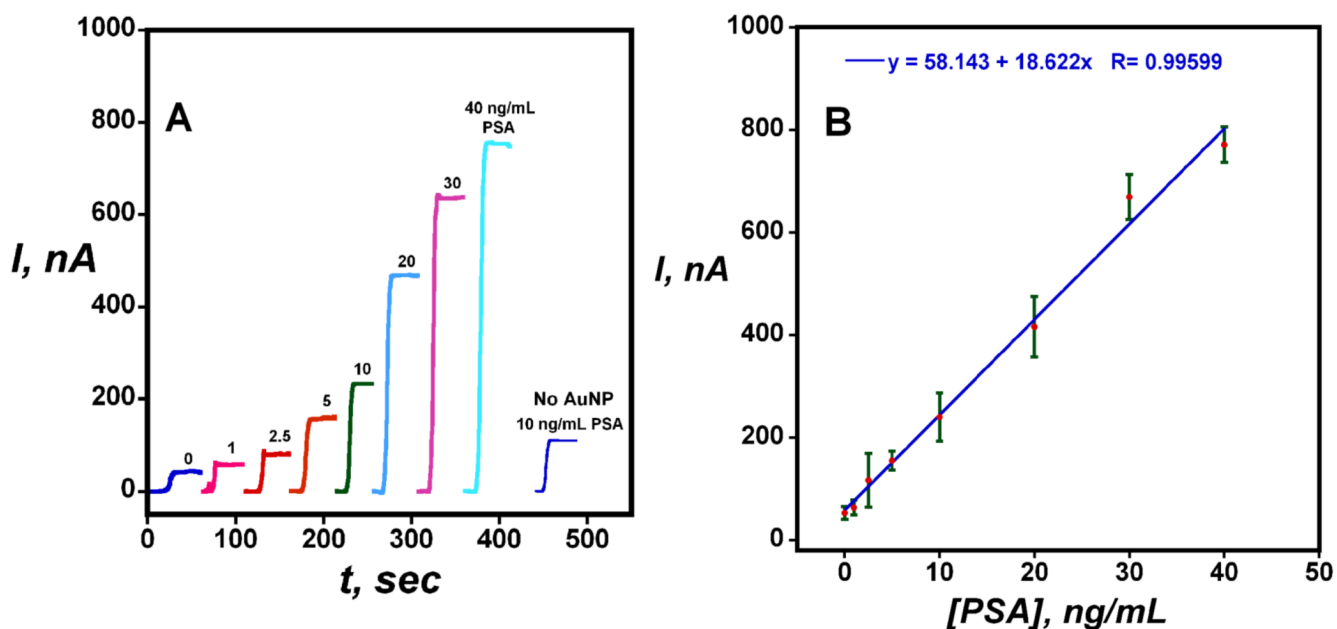 A
I, nA
1000
800
600
400
200
0
0 100 200 300 400 500
t, sec
0
1
2.5
5
10
20
30
40 ng/mL
PSA
No AuNP
10 ng/mL PSA
B
y = 58.143 + 18.622x R= 0.99599
I, nA
1000
800
600
400
200
0
0 10 20 30 40 50
[PSA], ng/mL